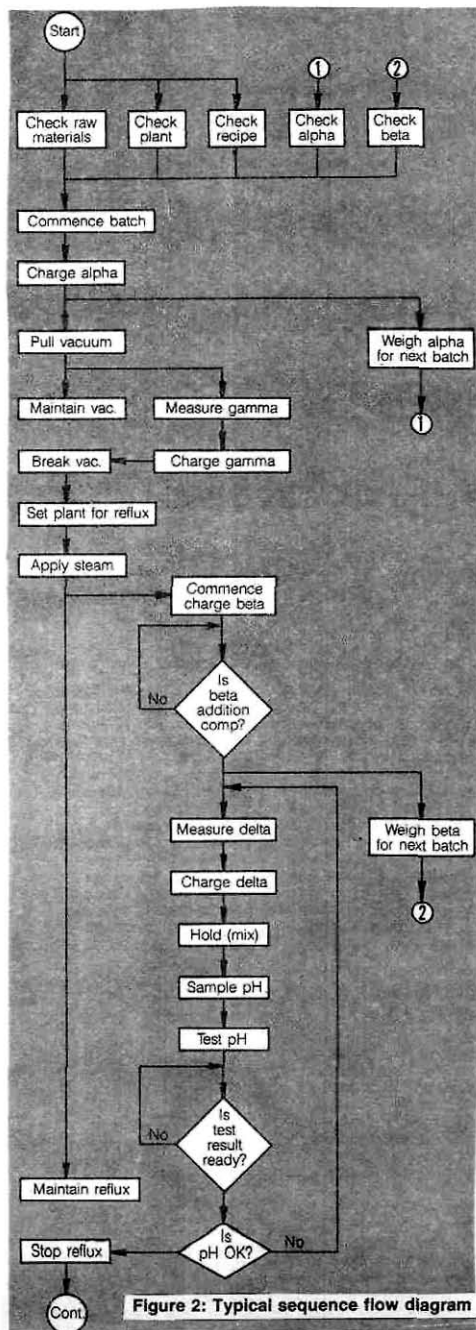 Start
1
2
Check raw
materials
Check
plant
Check
recipe
Check
alpha
Check
beta
Commence batch
Charge alpha
Pull vacuum
Weigh alpha
for next batch
1
Maintain vac.
Measure gamma
Break vac.
Charge gamma
Set plant for reflux
Apply steam
Commence
charge beta
Is
beta
addition
comp?
No
Measure delta
Weigh beta
for next batch
2
Charge delta
Hold (mix)
Sample pH
Test pH
Is
test
result
ready?
No
Maintain reflux
Is
pH OK?
No
Stop reflux
Cont.
Figure 2: Typical sequence flow diagram